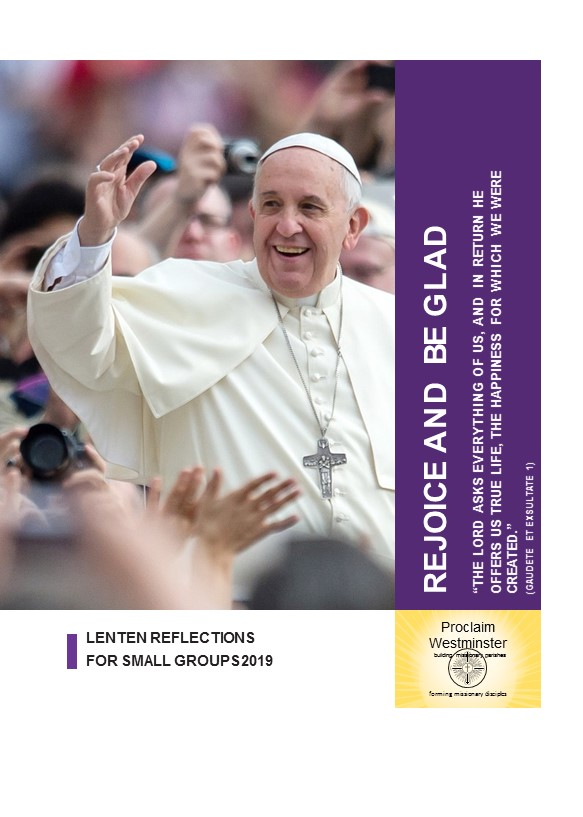 REJOICE AND BE GLAD
“THE LORD ASKS EVERYTHING OF US, AND IN RETURN HE
OFFERS US TRUE LIFE, THE HAPPINESS FOR WHICH WE WERE
CREATED.”
(GAUDETE ET EXSULTATE 1)
LENTEN REFLECTIONS
FOR SMALL GROUPS2019
Proclaim
Westminster
building missionary parishes
forming missionary disciples